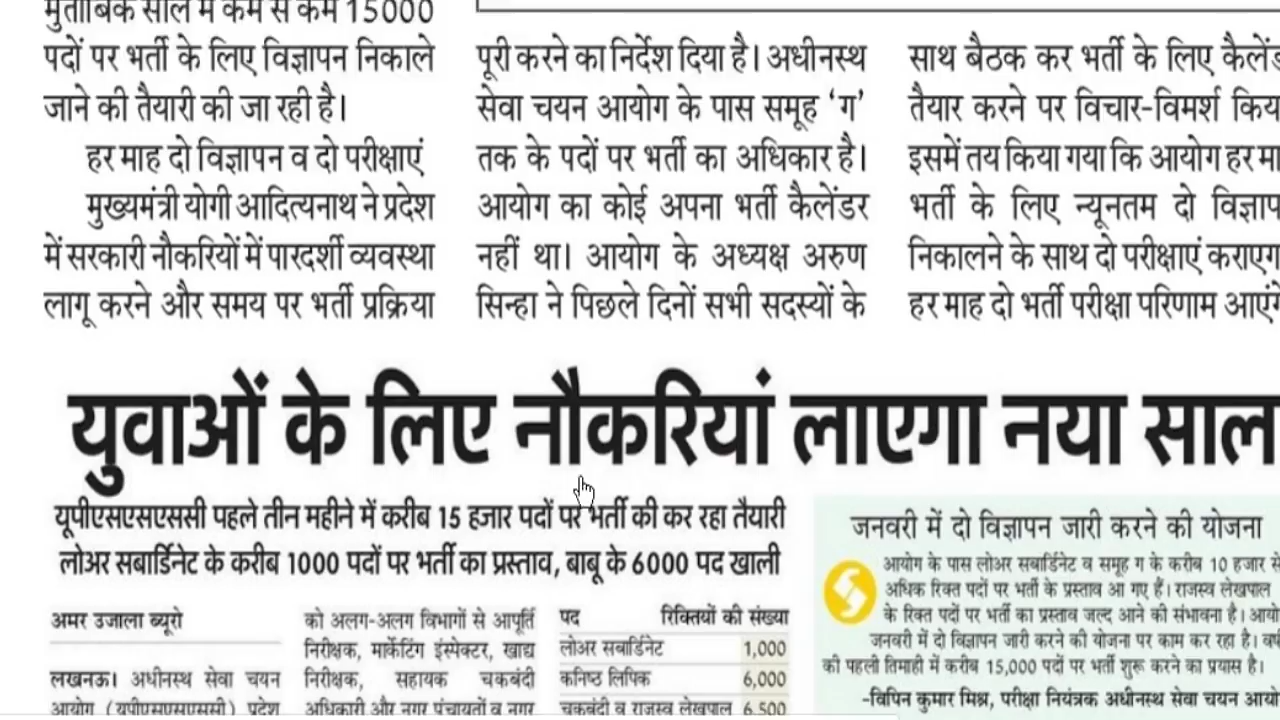 मुताबिक साल में कम से कम 15000
पदों पर भर्ती के लिए विज्ञापन निकाले
जाने की तैयारी की जा रही है।
हर माह दो विज्ञापन व दो परीक्षाएं
मुख्यमंत्री योगी आदित्यनाथ ने प्रदेश
में सरकारी नौकरियों में पारदर्शी व्यवस्था
लागू करने और समय पर भर्ती प्रक्रिया
पूरी करने का निर्देश दिया है। अधीनस्थ
सेवा चयन आयोग के पास समूह ‘ग’
तक के पदों पर भर्ती का अधिकार है।
आयोग का कोई अपना भर्ती कैलेंडर
नहीं था। आयोग के अध्यक्ष अरुण
सिन्हा ने पिछले दिनों सभी सदस्यों के
साथ बैठक कर भर्ती के लिए
तैयार करने पर विचार-विमर्श
इसमें तय किया गया कि आयोग हर
भर्ती के लिए न्यूनतम दो
निकालने के साथ दो परीक्षाएं
हर माह दो भर्ती परीक्षा परिणाम
युवाओं के लिए नौकरियां लाएगा नया साल
यूपीएसएसएससी पहले तीन महीने में करीब 15 हजार पदों पर भर्ती की कर रहा तैयारी
लोअर सबार्डिनेट के करीब 1000 पदों पर भर्ती का प्रस्ताव, बाबू के 6000 पद खाली
अमर उजाला ब्यूरो
लखनऊ। अधीनस्थ सेवा चयन
आयोग (यूपीएसएसएससी) प्रदेश
को अलग-अलग विभागों से आपूर्ति
निरीक्षक, मार्केटिंग इंस्पेक्टर, खाद्य
निरीक्षक, सहायक चकबंदी
अधिकारी और नगर पंचायतों व नगर
पद रिक्तियों की संख्या
लोअर सबार्डिनेट 1,000
कनिष्ठ लिपिक 6,000
चकबंदी व राजस्व लेखपाल 6,500
जनवरी में दो विज्ञापन जारी करने की योजना
आयोग के पास लोअर सबार्डिनेट व समूह ग के करीब 10 हजार से
अधिक रिक्त पदों पर भर्ती के प्रस्ताव आ गए हैं। राजस्व लेखपाल
के रिक्त पदों पर भर्ती का प्रस्ताव जल्द आने की संभावना है।
जनवरी में दो विज्ञापन जारी करने की योजना पर काम कर रहा है।
की पहली तिमाही में करीब 15,000 पदों पर भर्ती शुरू करने का प्रयास है।
-विपिन कुमार मिश्र, परीक्षा नियंत्रक अधीनस्थ सेवा चयन